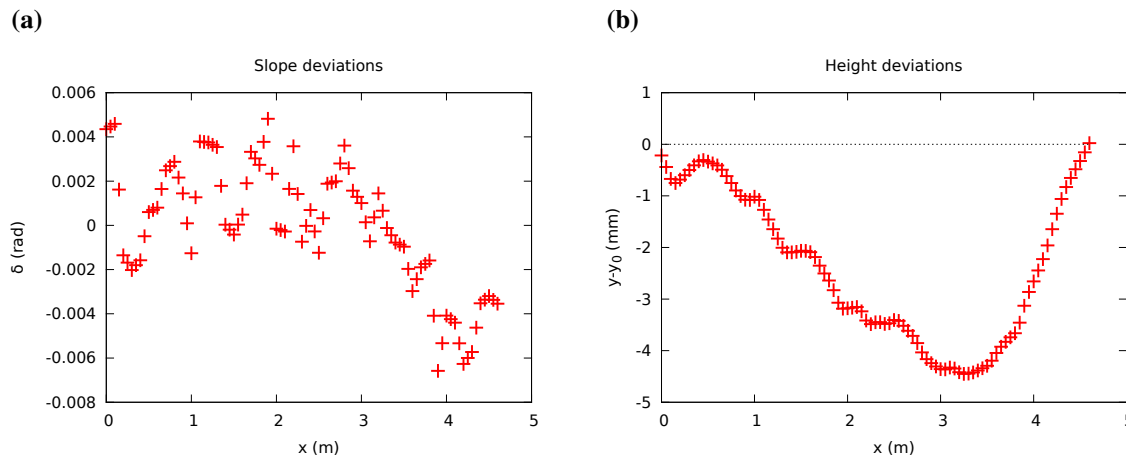 (a)
Slope deviations
0.006
0.004
0.002
0
-0.002
-0.004
-0.006
-0.008
δ (rad)
0 1 2 3 4 5
x (m)
(b)
Height deviations
1
0
-1
-2
-3
-4
-5
y-y0 (mm)
0 1 2 3 4 5
x (m)